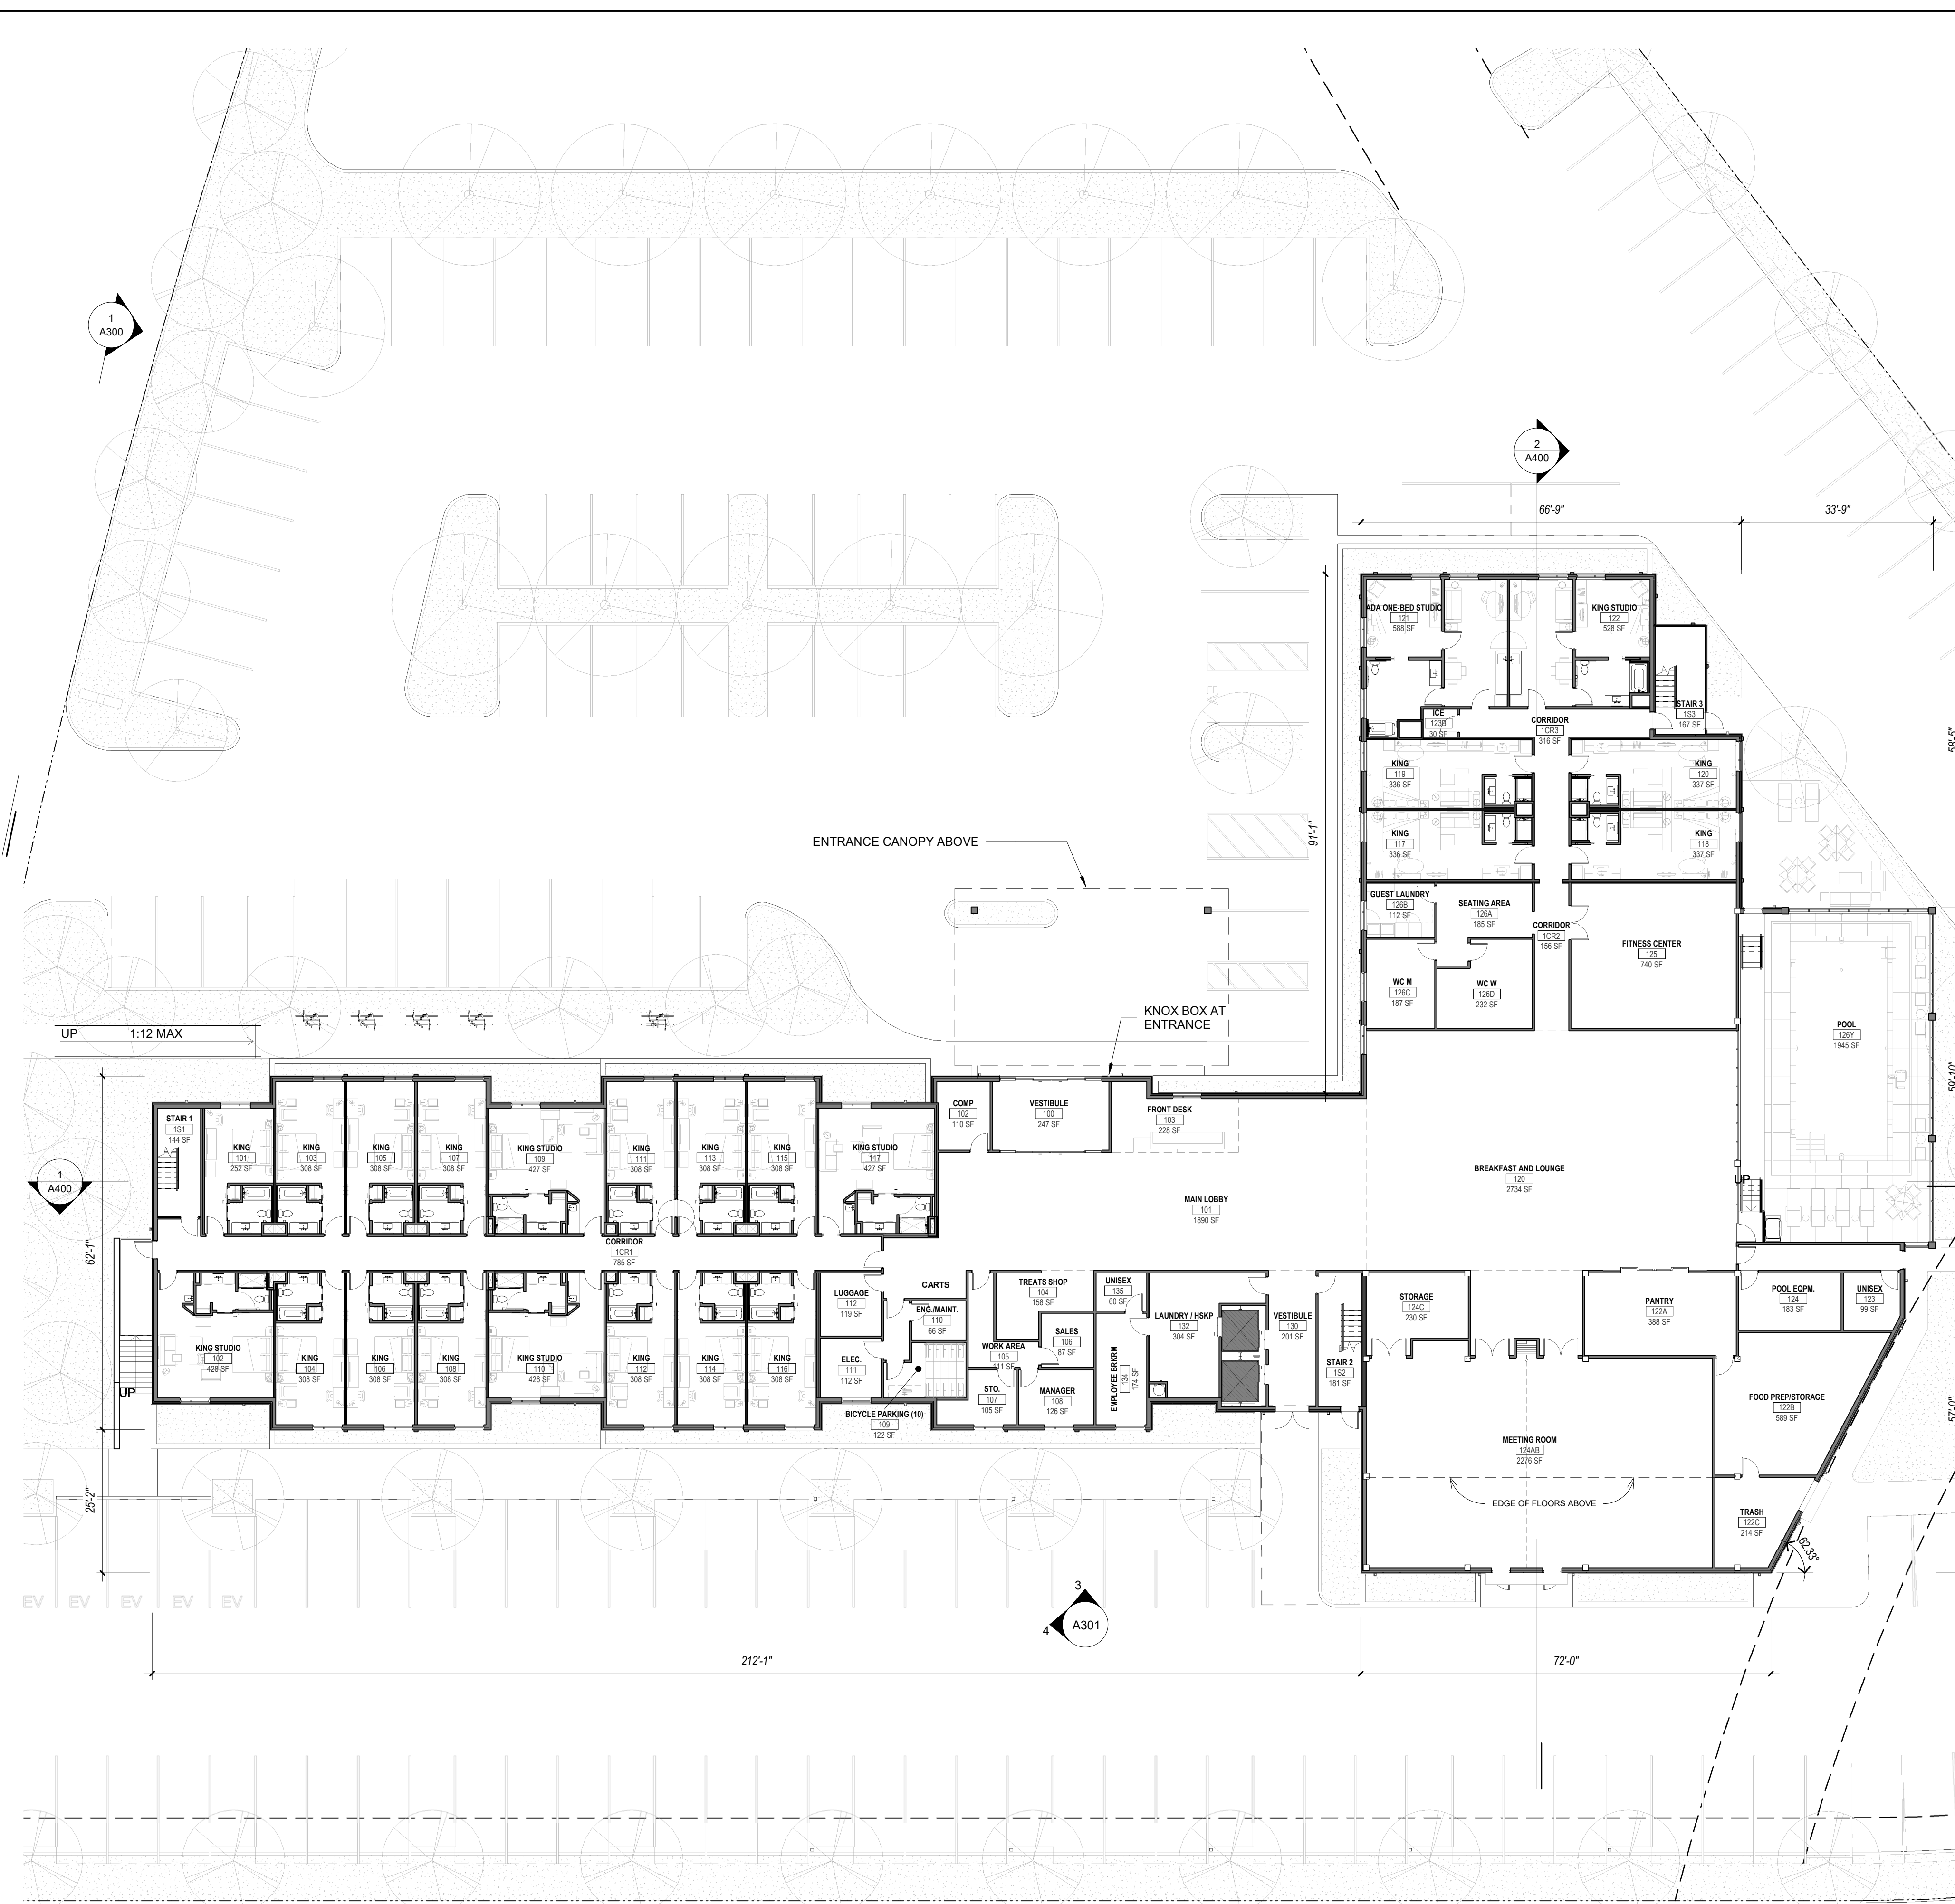 1
A300
2
A400
66'-9"
33'-9"
ADA ONE-BED STUDIO
121
588 SF
KING STUDIO
122
528 SF
EV
STAIR 3
1S3
167 SF
ICE
123B
30 SF
CORRIDOR
1CR3
316 SF
58'-5"
KING
119
336 SF
KING
120
337 SF
91'-1"
ENTRANCE CANOPY ABOVE
KING
117
336 SF
KING
118
337 SF
GUEST LAUNDRY
126B
112 SF
SEATING AREA
126A
185 SF
CORRIDOR
1CR2
156 SF
FITNESS CENTER
125
740 SF
WC M
126C
187 SF
WC W
126D
232 SF
KNOX BOX AT
ENTRANCE
UP
1:12 MAX
POOL
126Y
1945 SF
59'-10"
STAIR 1
1S1
144 SF
KING
101
252 SF
KING
103
308 SF
KING
105
308 SF
KING
107
308 SF
KING STUDIO
109
427 SF
KING
111
308 SF
KING
113
308 SF
KING
115
308 SF
KING STUDIO
117
427 SF
COMP
102
110 SF
VESTIBULE
100
247 SF
FRONT DESK
103
228 SF
1
A400
BREAKFAST AND LOUNGE
120
2734 SF
UP
MAIN LOBBY
101
1890 SF
62'-1"
CORRIDOR
1CR1
785 SF
KING STUDIO
102
428 SF
KING
104
308 SF
KING
106
308 SF
KING
108
308 SF
KING STUDIO
110
426 SF
KING
112
308 SF
KING
114
308 SF
KING
116
308 SF
LUGGAGE
112
119 SF
CARTS
ENG./MAINT.
110
66 SF
ELEC.
111
112 SF
BICYCLE PARKING (10)
109
122 SF
TREATS SHOP
104
158 SF
UNISEX
135
60 SF
SALES
106
87 SF
WORK AREA
105
111 SF
STO.
107
105 SF
MANAGER
108
126 SF
EMPLOYEE BRKRM
134
174 SF
LAUNDRY / HSKP
132
304 SF
VESTIBULE
130
201 SF
STAIR 2
1S2
181 SF
STORAGE
124C
230 SF
PANTRY
122A
388 SF
POOL EQPM.
124
183 SF
UNISEX
123
99 SF
UP
FOOD PREP/STORAGE
122B
589 SF
57'-0"
MEETING ROOM
124AB
2276 SF
EDGE OF FLOORS ABOVE
TRASH
122C
214 SF
62.33°
25'-2"
EV EV EV EV EV
3
4
A301
212'-1"
72'-0"